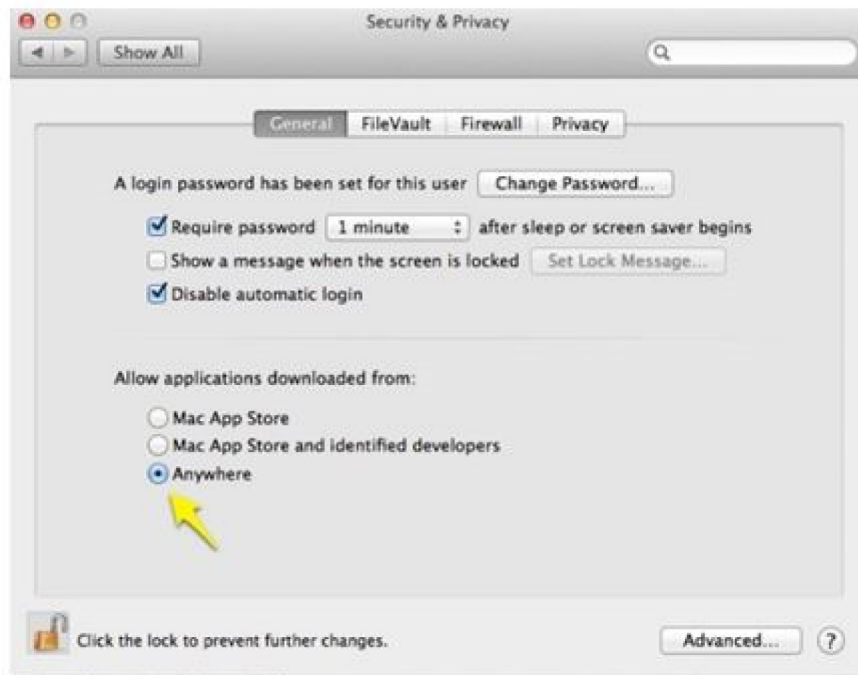 Security & Privacy
Show All
General FileVault Firewall Privacy
A login password has been set for this user Change Password...
Require password 1 minute after sleep or screen saver begins
Show a message when the screen is locked Set Lock Message...
Disable automatic login
Allow applications downloaded from:
Mac App Store
Mac App Store and identified developers
Anywhere
Click the lock to prevent further changes. Advanced... ?